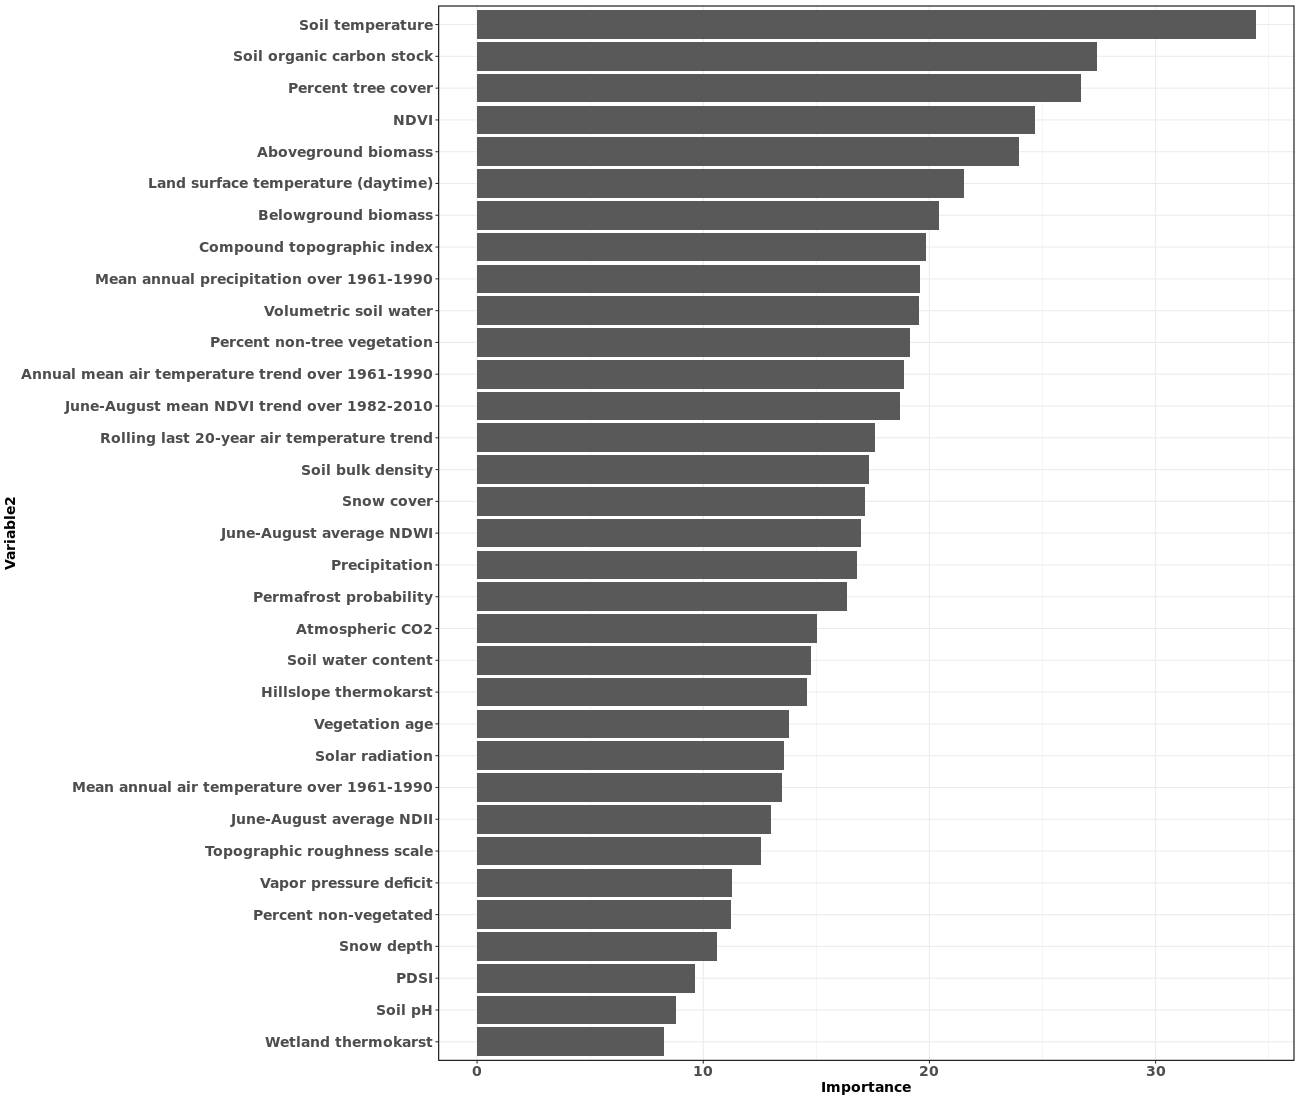 Soil temperature
Soil organic carbon stock
Percent tree cover
NDVI
Aboveground biomass
Land surface temperature (daytime)
Belowground biomass
Compound topographic index
Mean annual precipitation over 1961-1990
Volumetric soil water
Percent non-tree vegetation
Annual mean air temperature trend over 1961-1990
June-August mean NDVI trend over 1982-2010
Rolling last 20-year air temperature trend
Soil bulk density
Snow cover
June-August average NDWI
Precipitation
Permafrost probability
Atmospheric CO2
Soil water content
Hillslope thermokarst
Vegetation age
Solar radiation
Mean annual air temperature over 1961-1990
June-August average NDII
Topographic roughness scale
Vapor pressure deficit
Percent non-vegetated
Snow depth
PDSI
Soil pH
Wetland thermokarst
Variable2
0 10 20 30
Importance